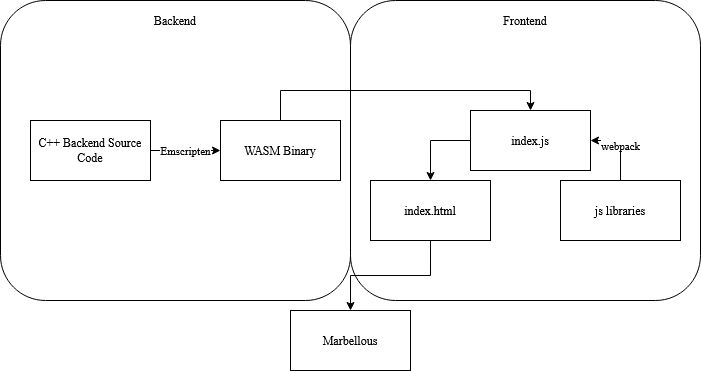 Backend
Frontend
C++ Backend Source
Code
Emscripten
WASM Binary
index.js
webpack
index.html
js libraries
Marbellous